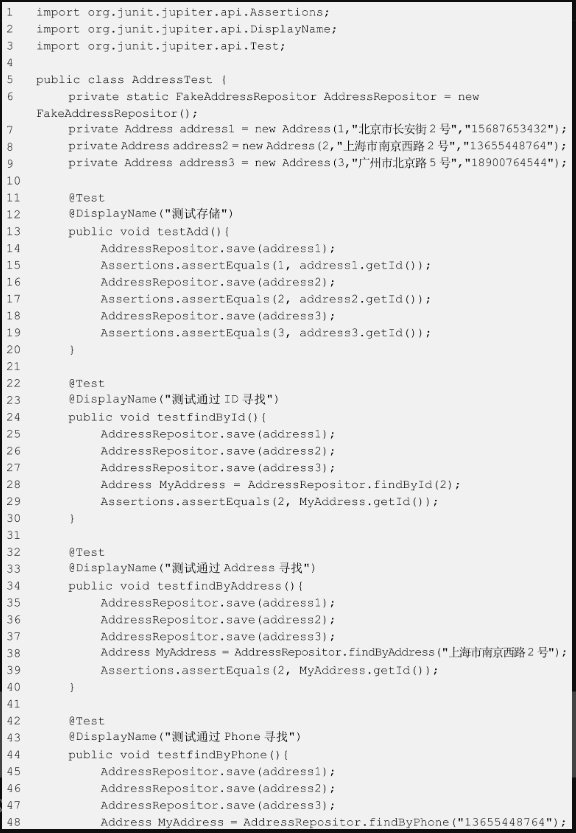 1 import org.junit.jupiter.api.Assertions;
2 import org.junit.jupiter.api.DisplayName;
3 import org.junit.jupiter.api.Test;
4
5 public class AddressTest {
6 private static FakeAddressRepositor AddressRepositor = new
FakeAddressRepositor();
7 private Address address1 = new Address(1,"北京市长安街2号","15687653432");
8 private Address address2 = new Address(2,"上海市南京西路2号","13655448764");
9 private Address address3 = new Address(3,"广州市北京路5号","18900764544");
10
11 @Test
12 @DisplayName("测试存储")
13 public void testAdd(){
14 AddressRepositor.save(address1);
15 Assertions.assertEquals(1, address1.getId());
16 AddressRepositor.save(address2);
17 Assertions.assertEquals(2, address2.getId());
18 AddressRepositor.save(address3);
19 Assertions.assertEquals(3, address3.getId());
20 }
21
22 @Test
23 @DisplayName("测试通过 ID 寻找")
24 public void testfindById(){
25 AddressRepositor.save(address1);
26 AddressRepositor.save(address2);
27 AddressRepositor.save(address3);
28 Address MyAddress = AddressRepositor.findById(2);
29 Assertions.assertEquals(2, MyAddress.getId());
30 }
31
32 @Test
33 @DisplayName("测试通过 Address 寻找")
34 public void testfindByAddress(){
35 AddressRepositor.save(address1);
36 AddressRepositor.save(address2);
37 AddressRepositor.save(address3);
38 Address MyAddress = AddressRepositor.findByAddress("上海市南京西路2号");
39 Assertions.assertEquals(2, MyAddress.getId());
40 }
41
42 @Test
43 @DisplayName("测试通过 Phone 寻找")
44 public void testfindByPhone(){
45 AddressRepositor.save(address1);
46 AddressRepositor.save(address2);
47 AddressRepositor.save(address3);
48 Address MyAddress = AddressRepositor.findByPhone("13655448764");